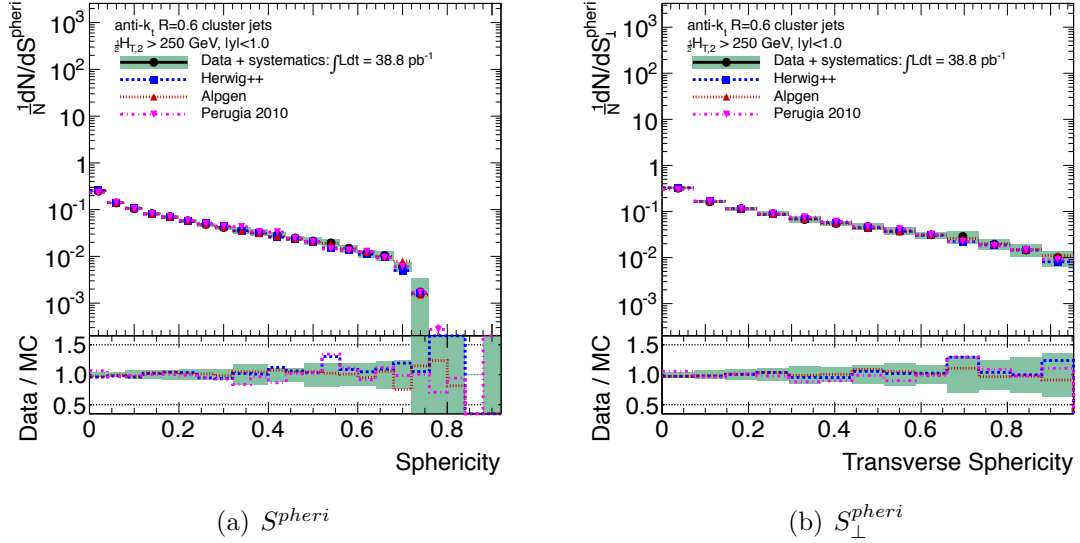 anti-kt R=0.6 cluster jets
½HT,2 > 250 GeV, |y|<1.0
Data + systematics: ∫Ldt = 38.8 pb⁻¹
Herwig++
Alpgen
Perugia 2010
1/N dN/dS^pheri
10³
10²
10
1
10⁻¹
10⁻²
10⁻³
Data / MC
1.5
1.0
0.5
0 0.2 0.4 0.6 0.8
Sphericity
(a) S^pheri
anti-kt R=0.6 cluster jets
½HT,2 > 250 GeV, |y|<1.0
Data + systematics: ∫Ldt = 38.8 pb⁻¹
Herwig++
Alpgen
Perugia 2010
1/N dN/dS⊥^pheri
10³
10²
10
1
10⁻¹
10⁻²
10⁻³
Data / MC
1.5
1.0
0.5
0 0.2 0.4 0.6 0.8
Transverse Sphericity
(b) S⊥^pheri